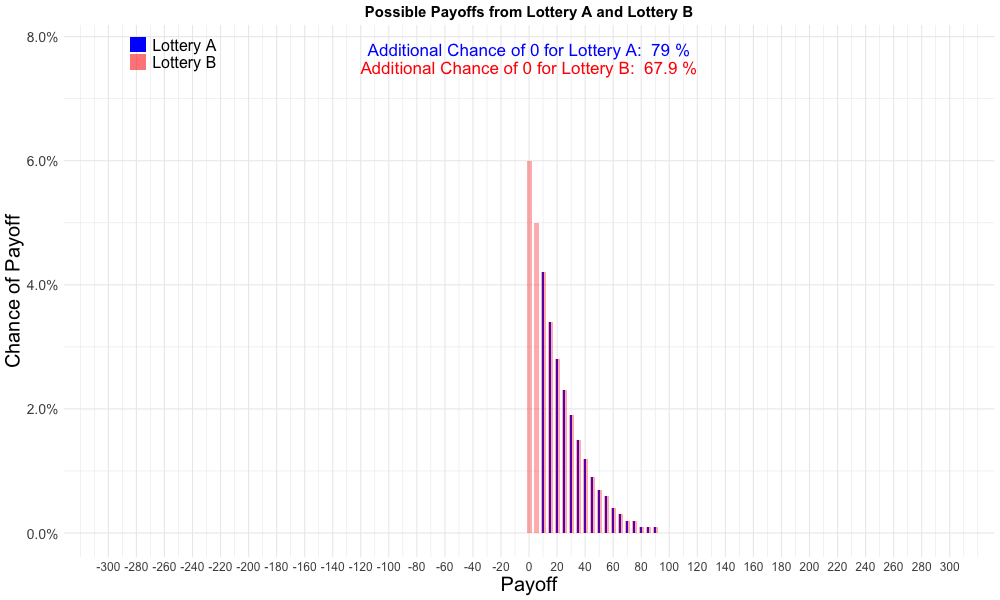 Possible Payoffs from Lottery A and Lottery B
Lottery A
Lottery B
Additional Chance of 0 for Lottery A:  79 %
Additional Chance of 0 for Lottery B:  67.9 %
Chance of Payoff
8.0%
6.0%
4.0%
2.0%
0.0%
-300 -280 -260 -240 -220 -200 -180 -160 -140 -120 -100 -80 -60 -40 -20 0 20 40 60 80 100 120 140 160 180 200 220 240 260 280 300
Payoff